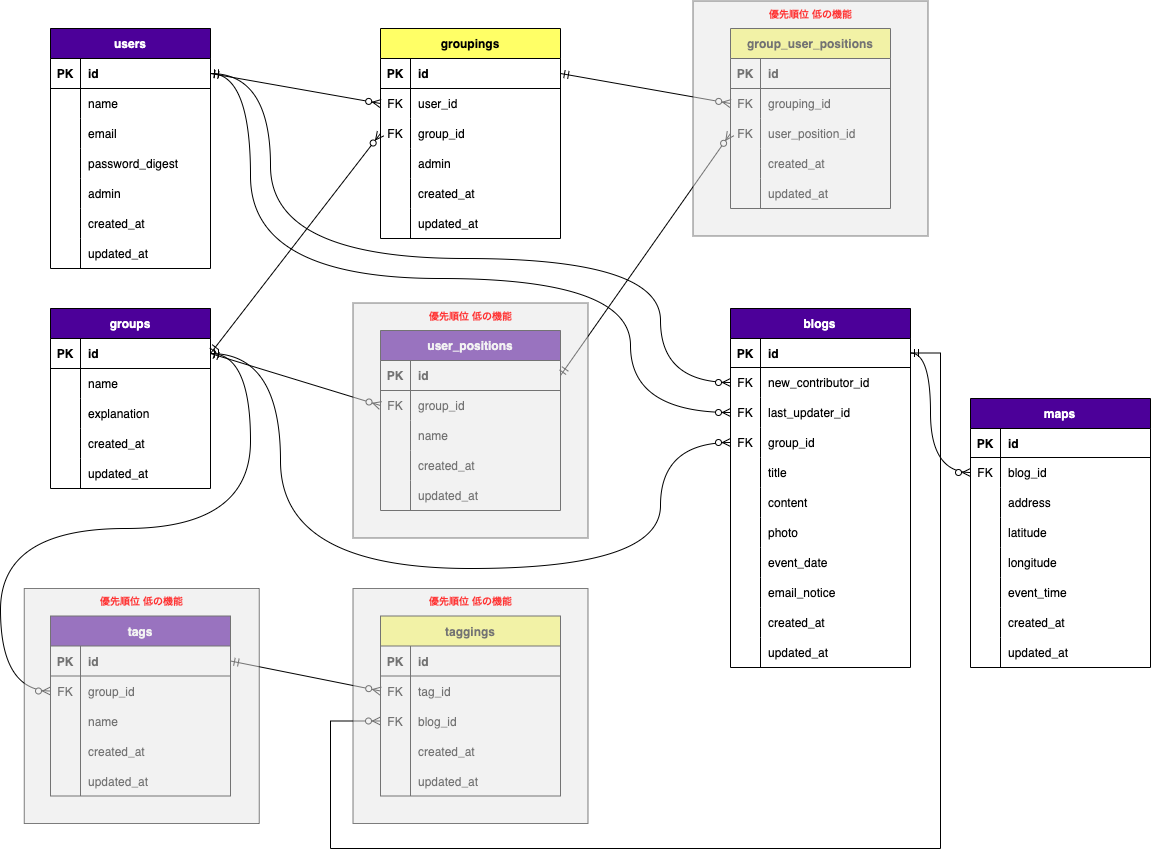 users
PK id
name
email
password_digest
admin
created_at
updated_at
groupings
PK id
FK user_id
FK group_id
admin
created_at
updated_at
優先順位 低の機能
group_user_positions
PK id
FK grouping_id
FK user_position_id
created_at
updated_at
groups
PK id
name
explanation
created_at
updated_at
優先順位 低の機能
user_positions
PK id
FK group_id
name
created_at
updated_at
blogs
PK id
FK new_contributor_id
FK last_updater_id
FK group_id
title
content
photo
event_date
email_notice
created_at
updated_at
maps
PK id
FK blog_id
address
latitude
longitude
event_time
created_at
updated_at
優先順位 低の機能
tags
PK id
FK group_id
name
created_at
updated_at
優先順位 低の機能
taggings
PK id
FK tag_id
FK blog_id
created_at
updated_at